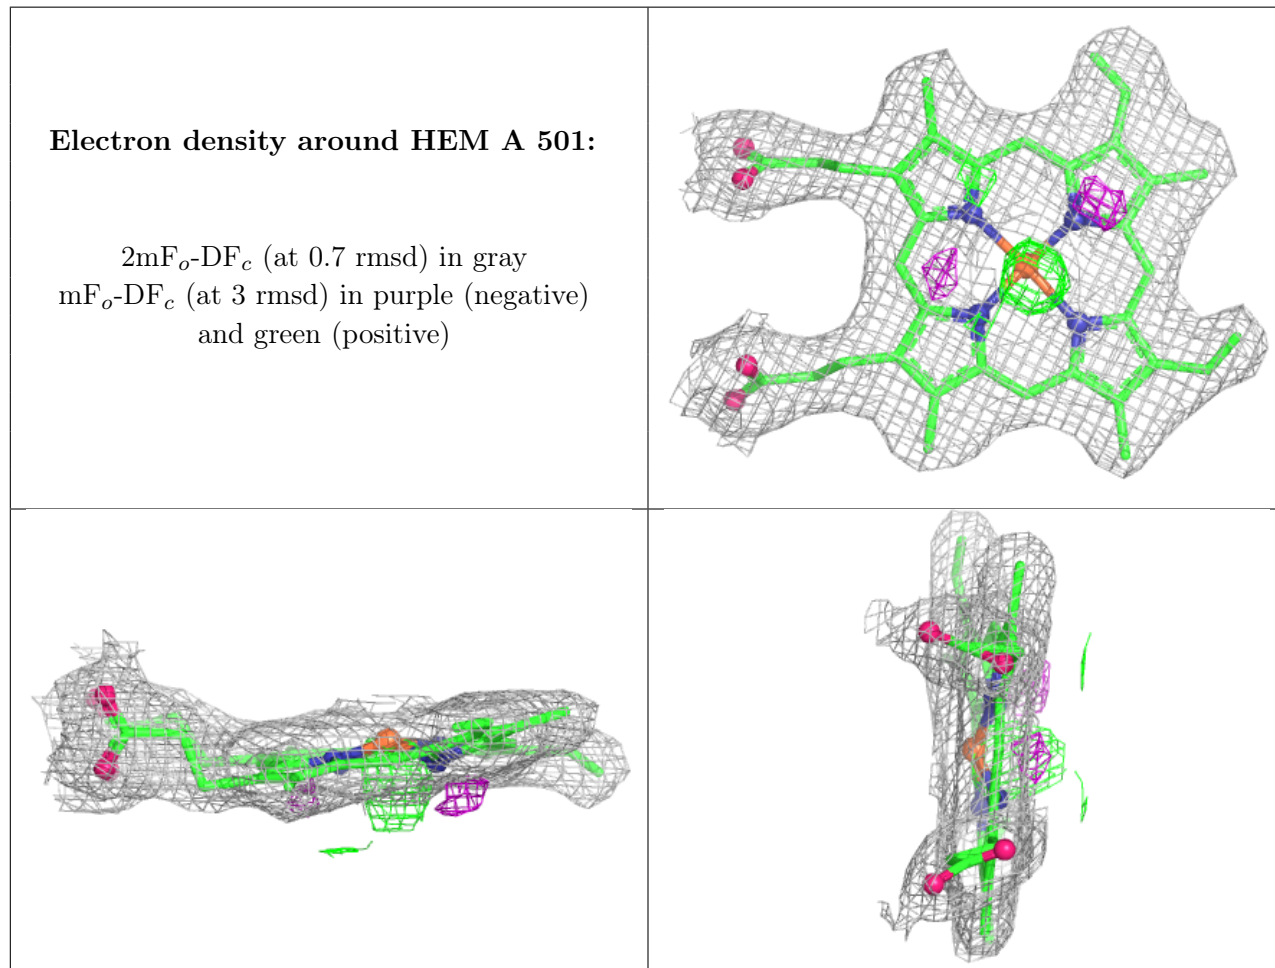 Electron density around HEM A 501:
2mFo-DFc (at 0.7 rmsd) in gray
mFo-DFc (at 3 rmsd) in purple (negative)
and green (positive)